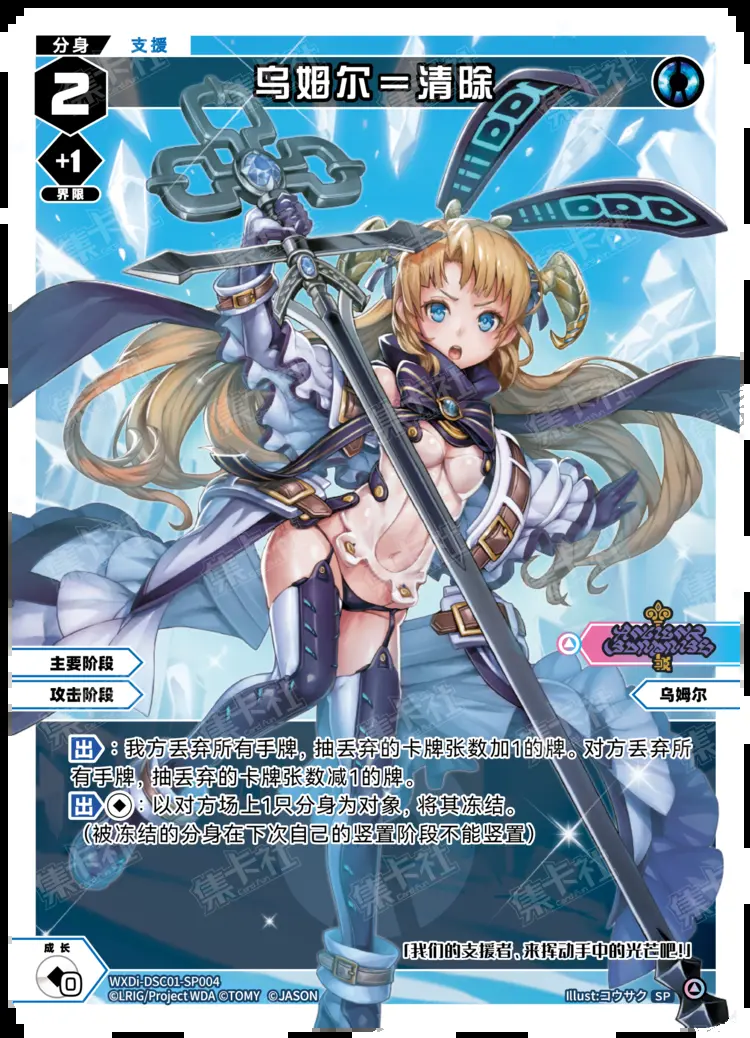 分身 支援
2
乌姆尔＝清除
+1
界限
主要阶段
攻击阶段
乌姆尔
出：我方丢弃所有手牌，抽丢弃的卡牌张数加1的牌。对方丢弃所
有手牌，抽丢弃的卡牌张数减1的牌。
出：以对方场上1只分身为对象，将其冻结。
（被冻结的分身在下次自己的竖置阶段不能竖置）
「我们的支援者、来挥动手中的光芒吧！」
成长
0
WXDi-DSC01-SP004
©LRIG/Project WDA ©TOMY ©JASON
Illust:コウサク SP
集卡社